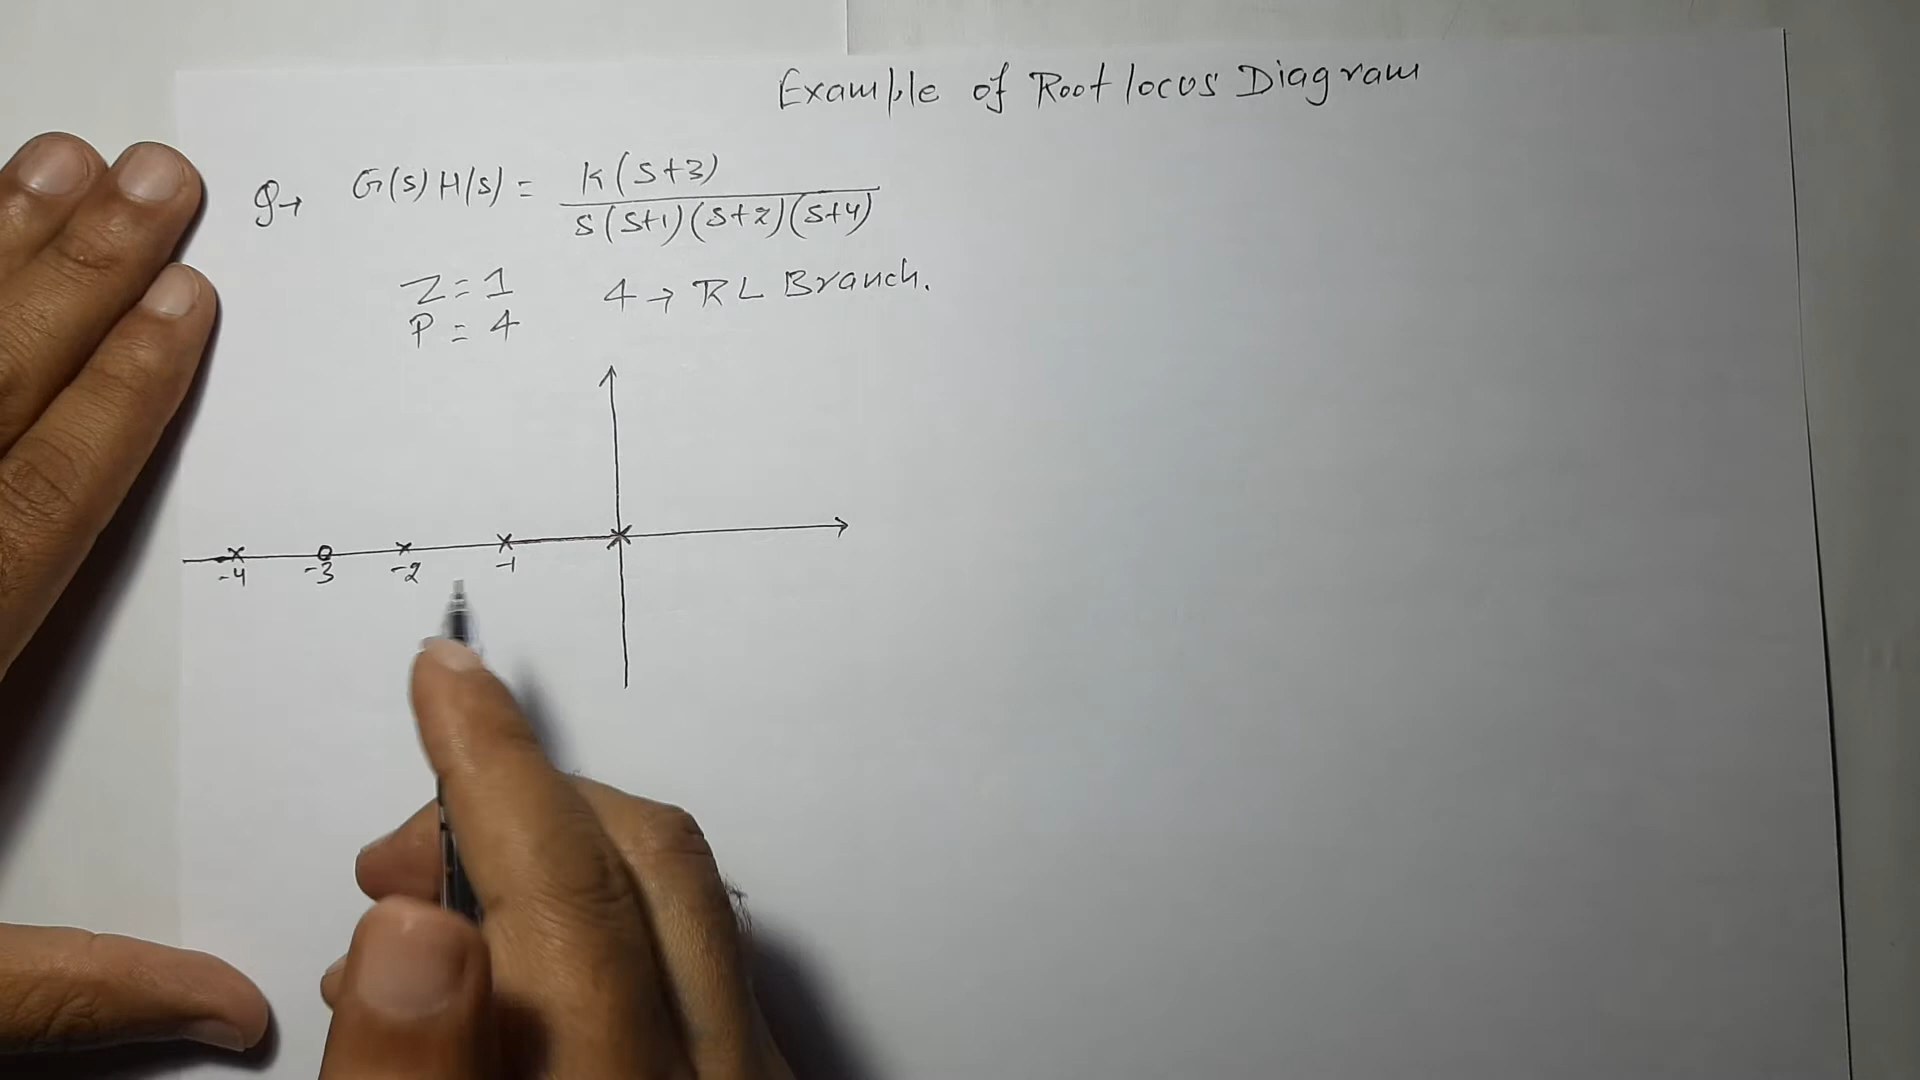 Example of Root locus Diagram
Q→ G(s)H(s) = K(s+3) / s(s+1)(s+2)(s+4)
Z=1 4 → RL Branch.
P = 4
-4 -3 -2 -1